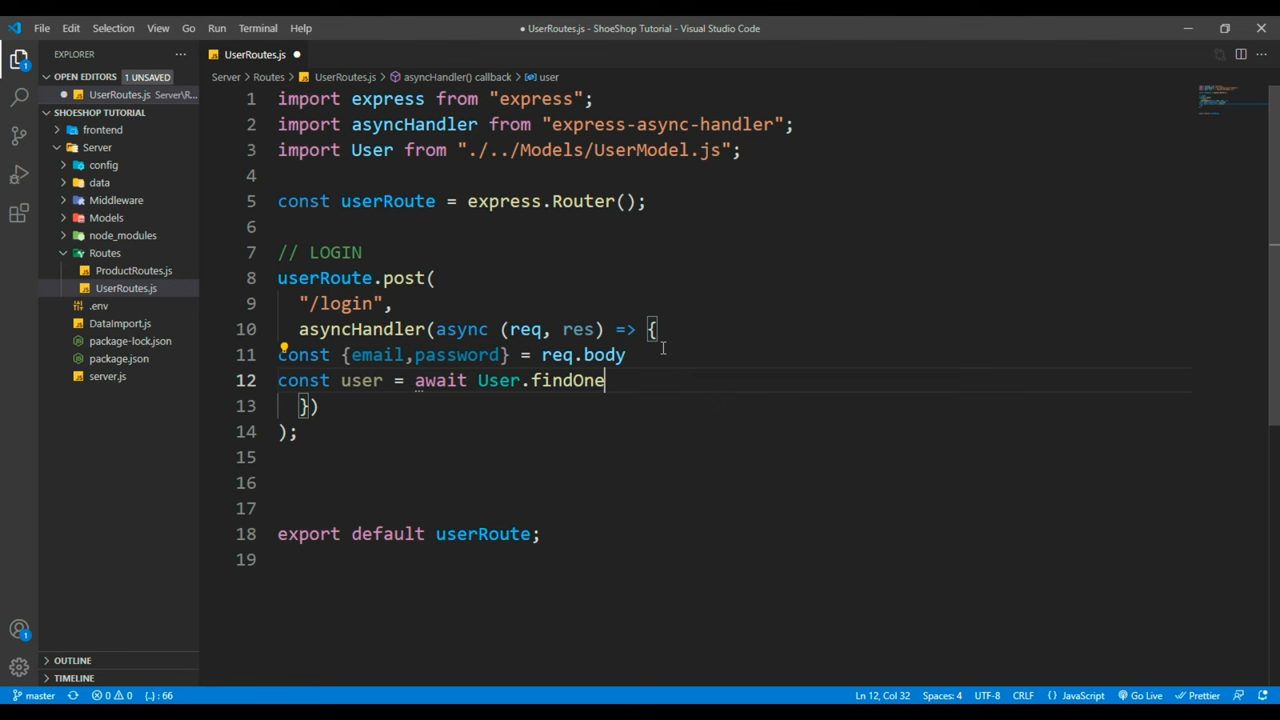 File Edit Selection View Go Run Terminal Help
● UserRoutes.js - ShoeShop Tutorial - Visual Studio Code
EXPLORER
OPEN EDITORS 1 UNSAVED
UserRoutes.js Server\R...
SHOESHOP TUTORIAL
frontend
Server
config
data
Middleware
Models
node_modules
Routes
ProductRoutes.js
UserRoutes.js
.env
DataImport.js
package-lock.json
package.json
server.js
OUTLINE
TIMELINE
UserRoutes.js
Server > Routes > UserRoutes.js > asyncHandler() callback > user
1 import express from "express";
2 import asyncHandler from "express-async-handler";
3 import User from "./../Models/UserModel.js";
4
5 const userRoute = express.Router();
6
7 // LOGIN
8 userRoute.post(
9 "/login",
10 asyncHandler(async (req, res) => {
11 const {email,password} = req.body
12 const user = await User.findOne
13 })
14 );
15
16
17
18 export default userRoute;
19
1
1
master 0 0 {..} : 66
Ln 12, Col 32 Spaces: 4 UTF-8 CRLF {} JavaScript Go Live Prettier